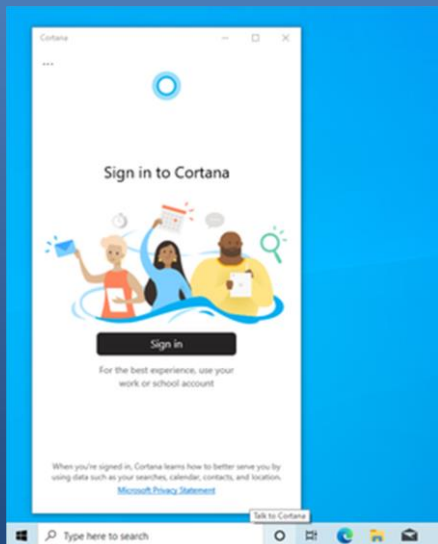 Cortana
Sign in to Cortana
Sign in
For the best experience, use your
work or school account
When you're signed in, Cortana learns how to better serve you by
using data such as your searches, calendar, contacts, and location.
Microsoft Privacy Statement
Talk to Cortana
Type here to search